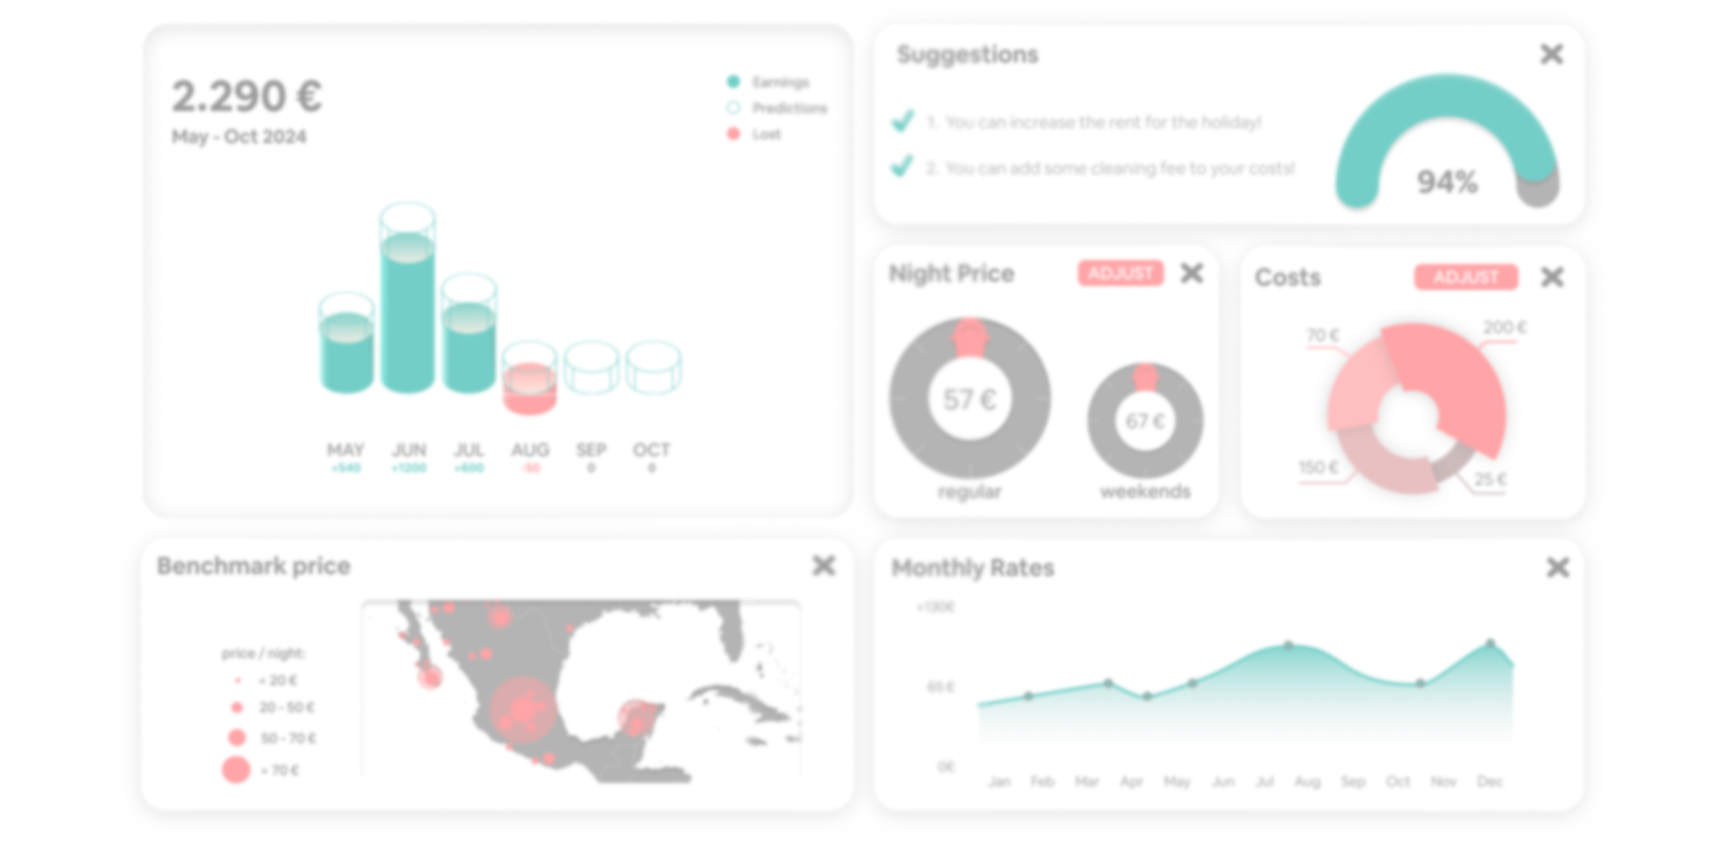 2.290 €
May - Oct 2024
Earnings
Predictions
Lost
MAY JUN JUL AUG SEP OCT
+540 +1200 +600 -50 0 0
Suggestions
1. You can increase the rent for the holiday!
2. You can add some cleaning fee to your costs!
94%
Night Price ADJUST
57 €
67 €
regular weekends
Costs ADJUST
70 €
200 €
150 €
25 €
Benchmark price
price / night:
< 20 €
20 - 50 €
50 - 70 €
> 70 €
Monthly Rates
+130€
65 €
0€
Jan Feb Mar Apr May Jun Jul Aug Sep Oct Nov Dec